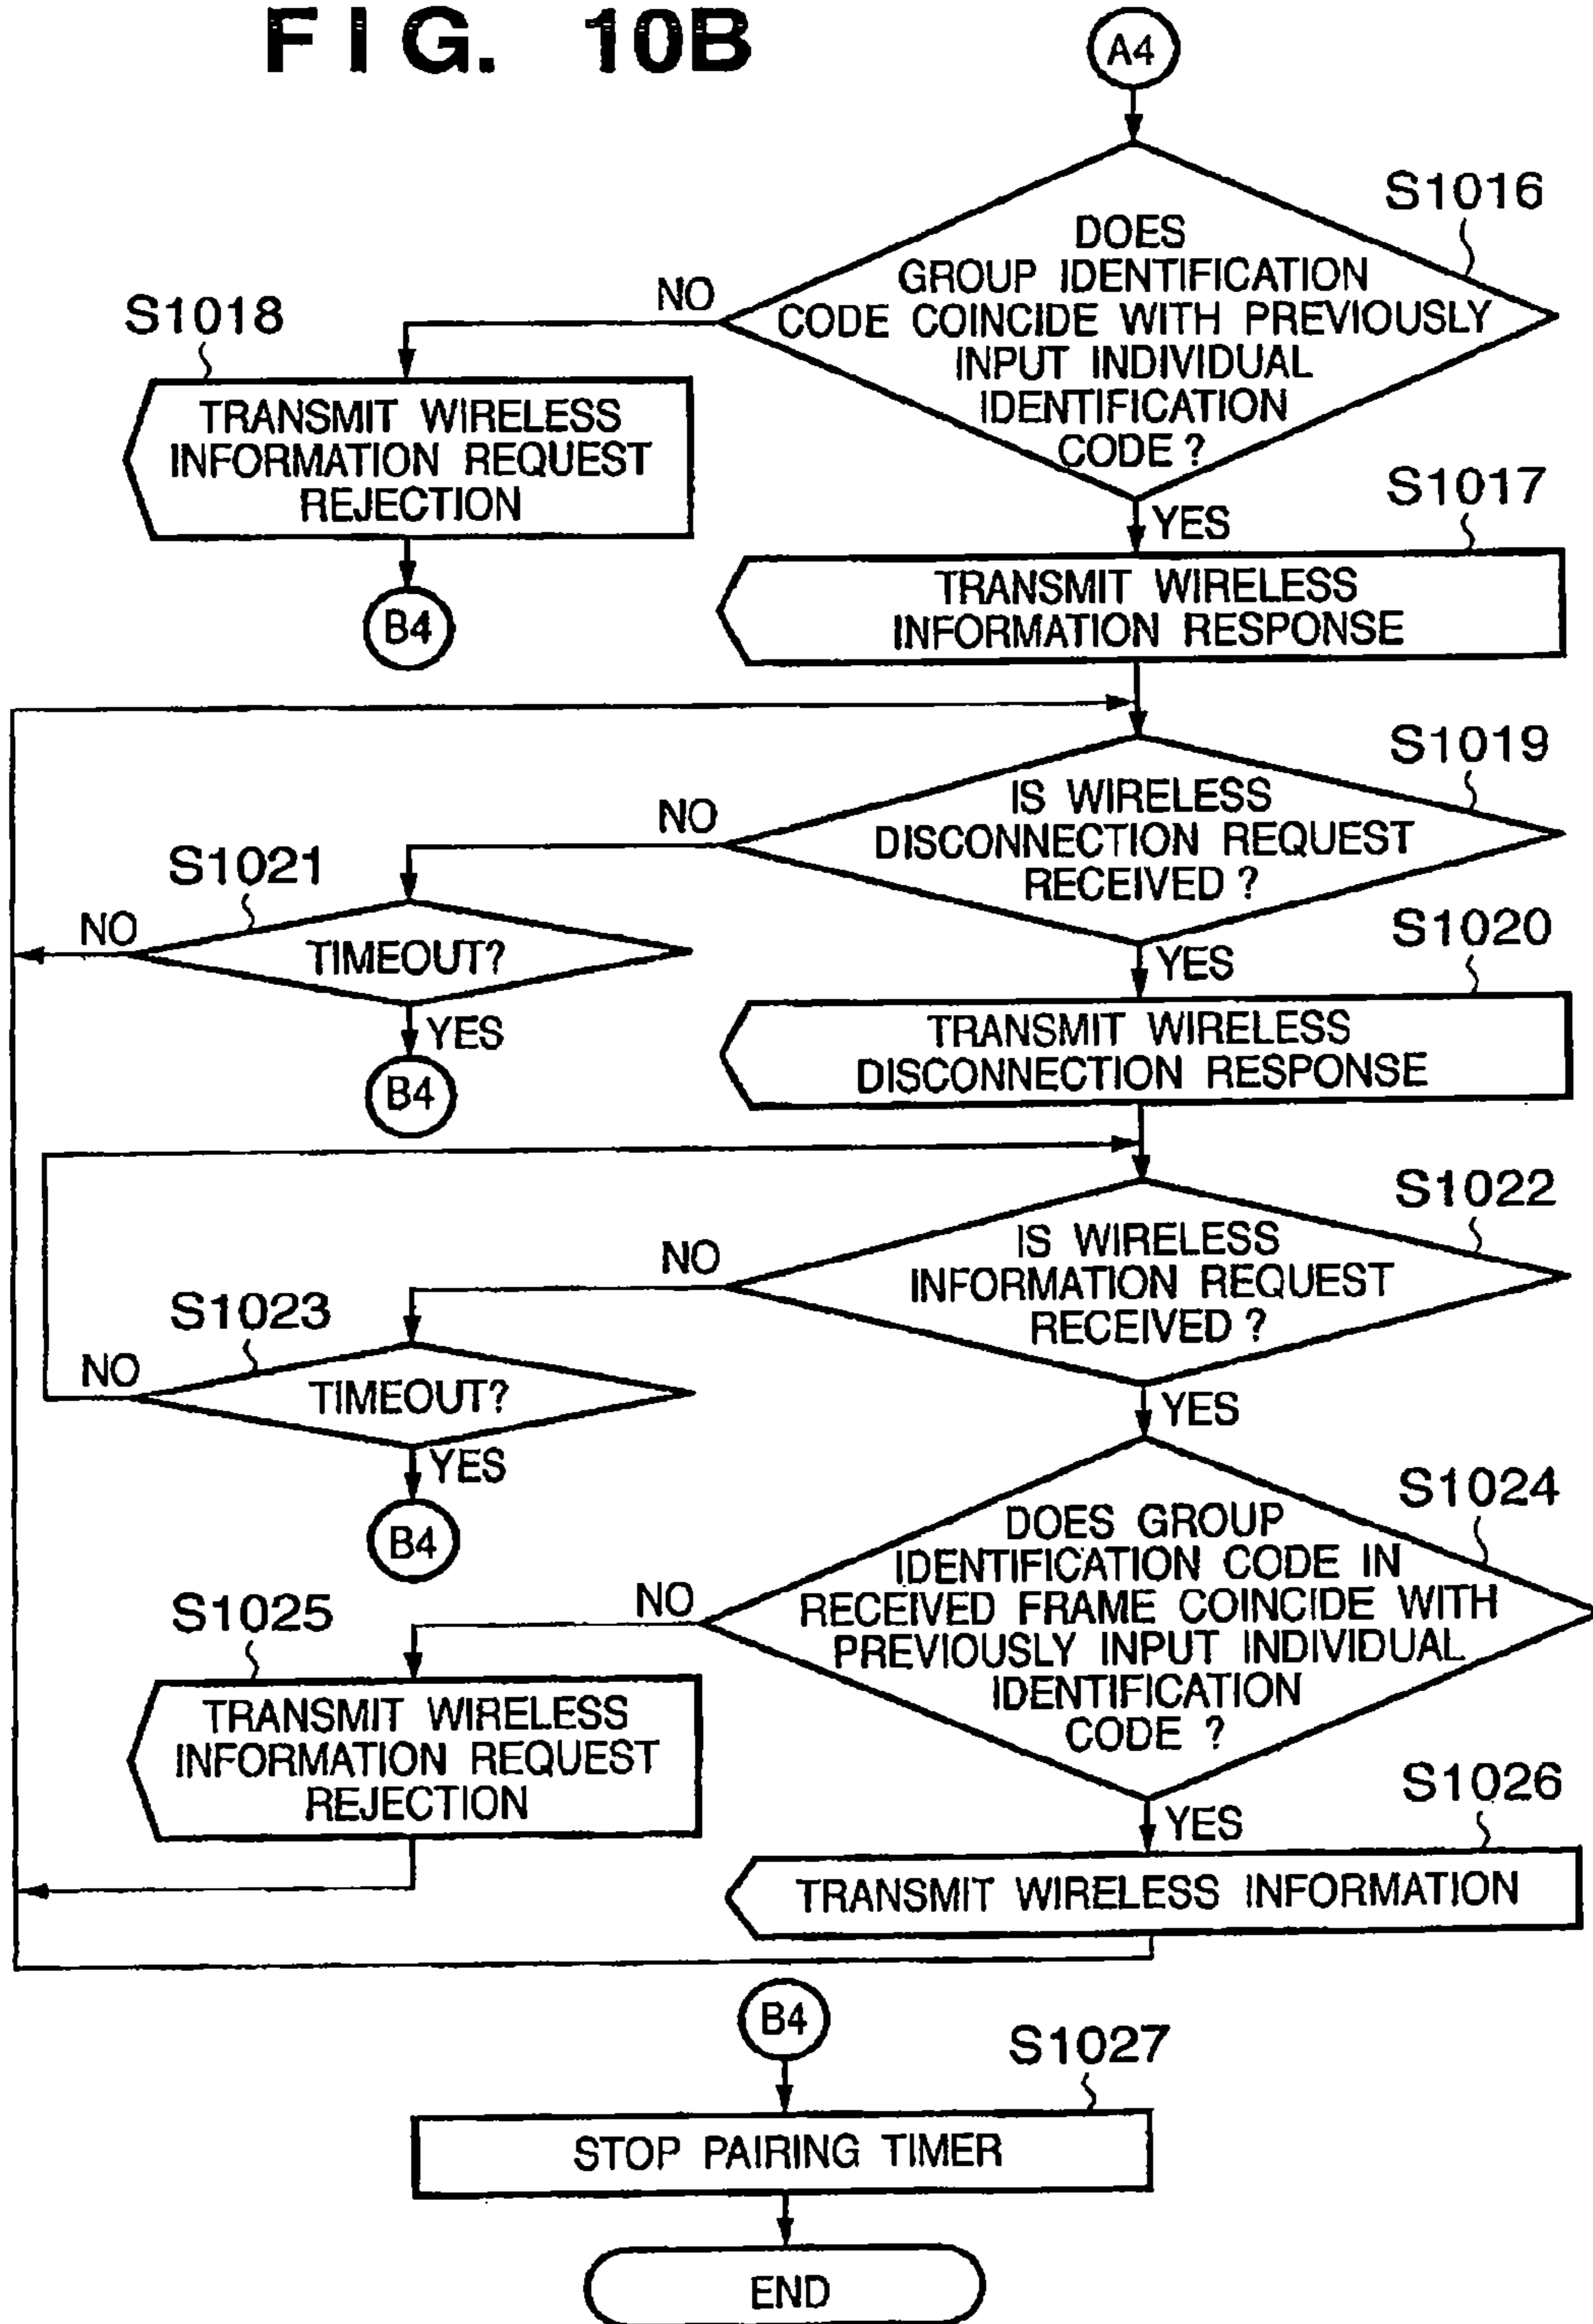 FIG. 10B
A4
S1016
DOES
GROUP IDENTIFICATION
CODE COINCIDE WITH PREVIOUSLY
INPUT INDIVIDUAL
IDENTIFICATION
CODE ?
NO
YES
S1018
TRANSMIT WIRELESS
INFORMATION REQUEST
REJECTION
B4
S1017
TRANSMIT WIRELESS
INFORMATION RESPONSE
S1019
IS WIRELESS
DISCONNECTION REQUEST
RECEIVED ?
NO
YES
S1021
TIMEOUT?
NO
YES
B4
S1020
TRANSMIT WIRELESS
DISCONNECTION RESPONSE
S1022
IS WIRELESS
INFORMATION REQUEST
RECEIVED ?
NO
YES
S1023
TIMEOUT?
NO
YES
B4
S1024
DOES GROUP
IDENTIFICATION CODE IN
RECEIVED FRAME COINCIDE WITH
PREVIOUSLY INPUT INDIVIDUAL
IDENTIFICATION
CODE ?
NO
YES
S1025
TRANSMIT WIRELESS
INFORMATION REQUEST
REJECTION
S1026
TRANSMIT WIRELESS INFORMATION
B4
S1027
STOP PAIRING TIMER
END